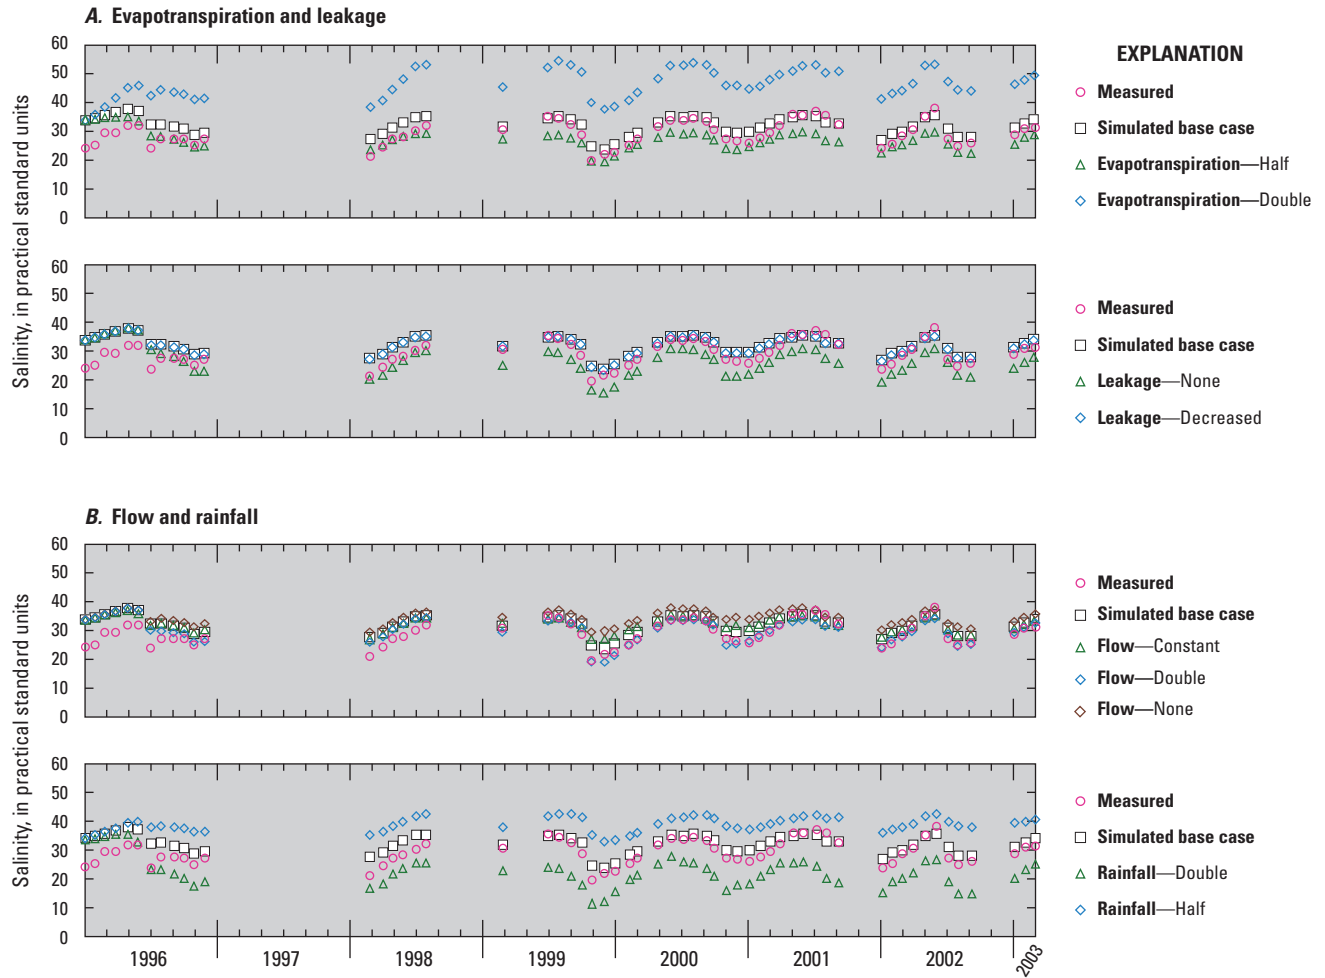 A. Evapotranspiration and leakage
Salinity, in practical standard units
60
50
40
30
20
10
0
EXPLANATION
Measured
Simulated base case
Evapotranspiration—Half
Evapotranspiration—Double
60
50
40
30
20
10
0
Measured
Simulated base case
Leakage—None
Leakage—Decreased
B. Flow and rainfall
Salinity, in practical standard units
60
50
40
30
20
10
0
Measured
Simulated base case
Flow—Constant
Flow—Double
Flow—None
60
50
40
30
20
10
0
Measured
Simulated base case
Rainfall—Double
Rainfall—Half
1996 1997 1998 1999 2000 2001 2002 2003